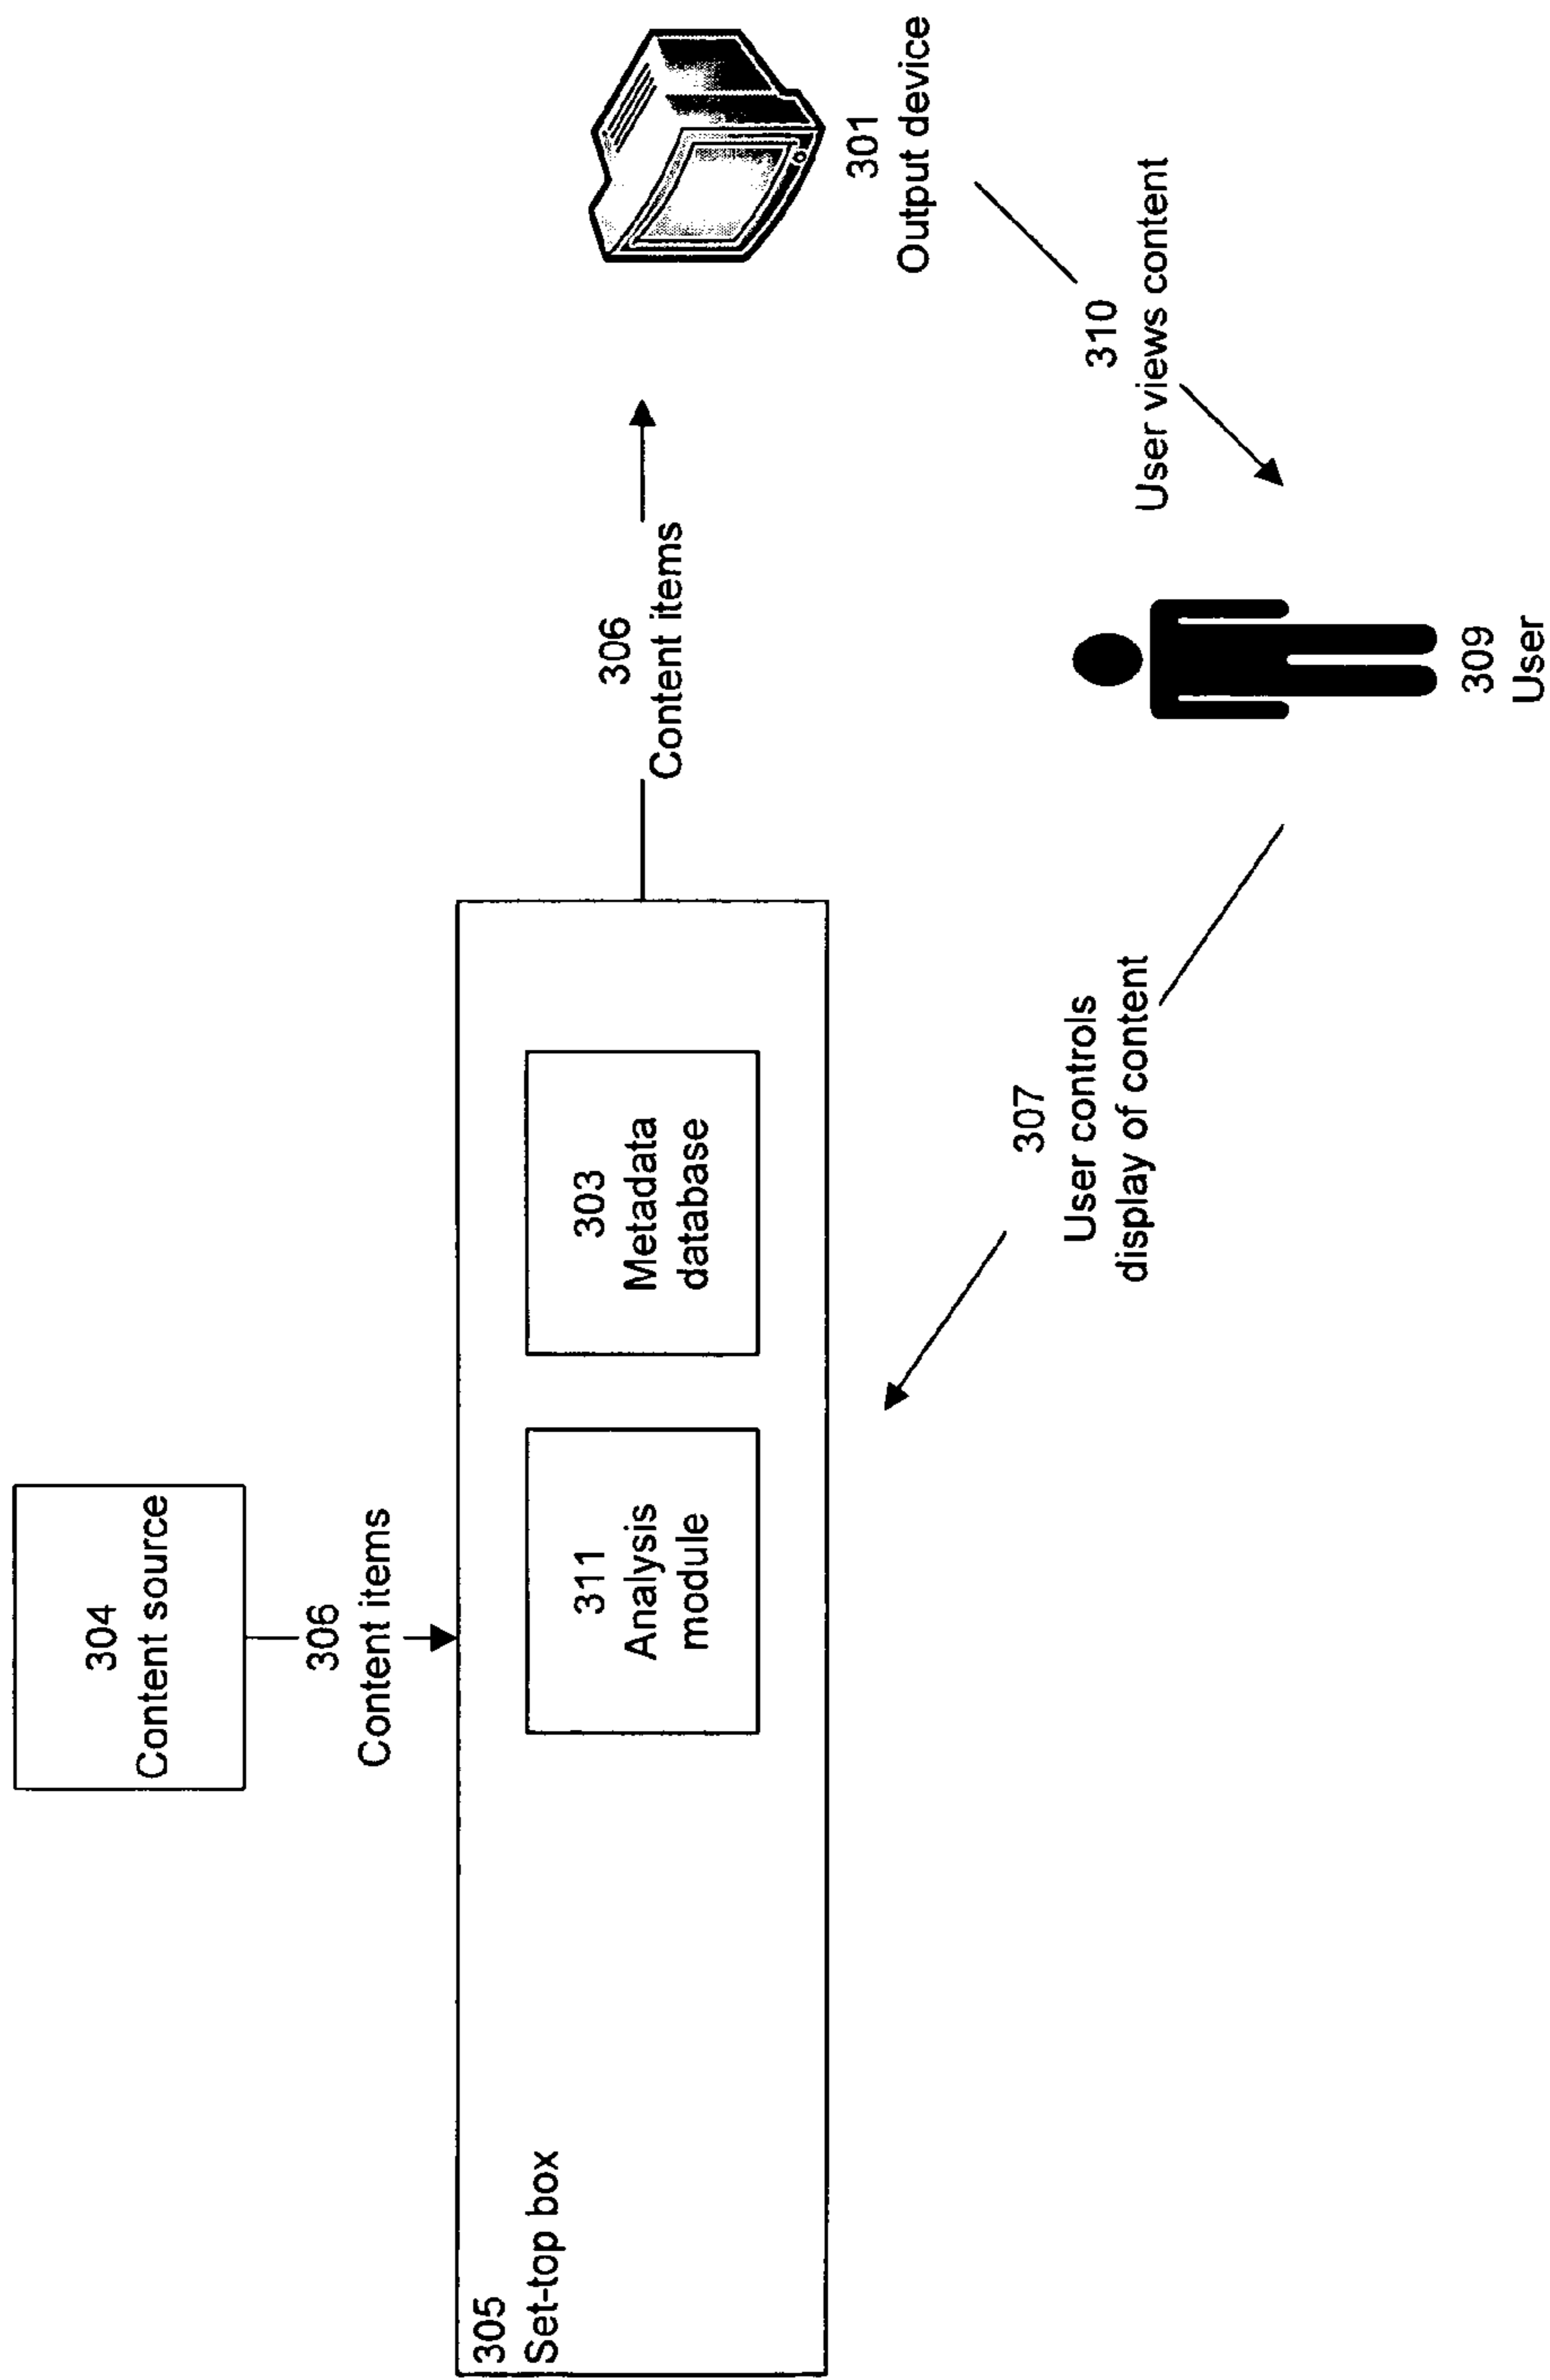 304
Content source
306
Content items
305
Set-top box
311
Analysis
module
303
Metadata
database
306
Content items
301
Output device
307
User controls
display of content
310
User views content
309
User